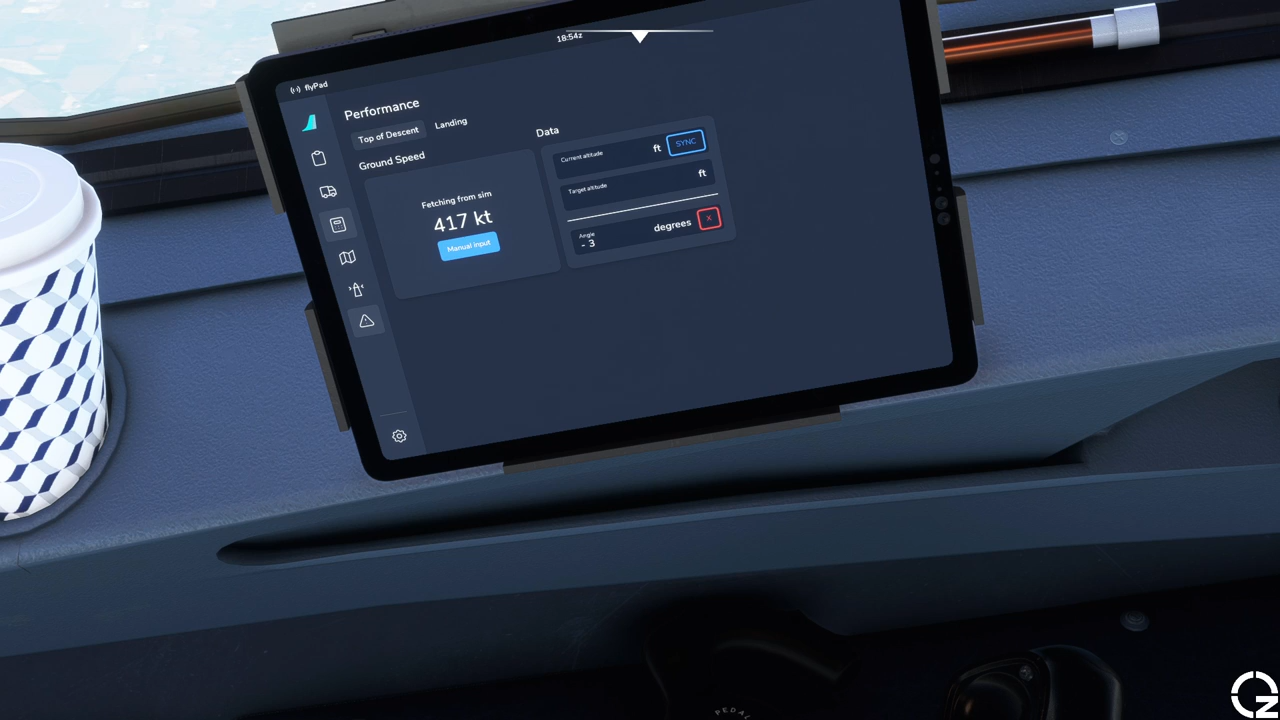 18:54z
flyPad
Performance
Top of Descent
Landing
Ground Speed
Data
Fetching from sim
417 kt
Manual input
Current altitude
ft
SYNC
Target altitude
ft
Angle
- 3
degrees
X
PEDAL